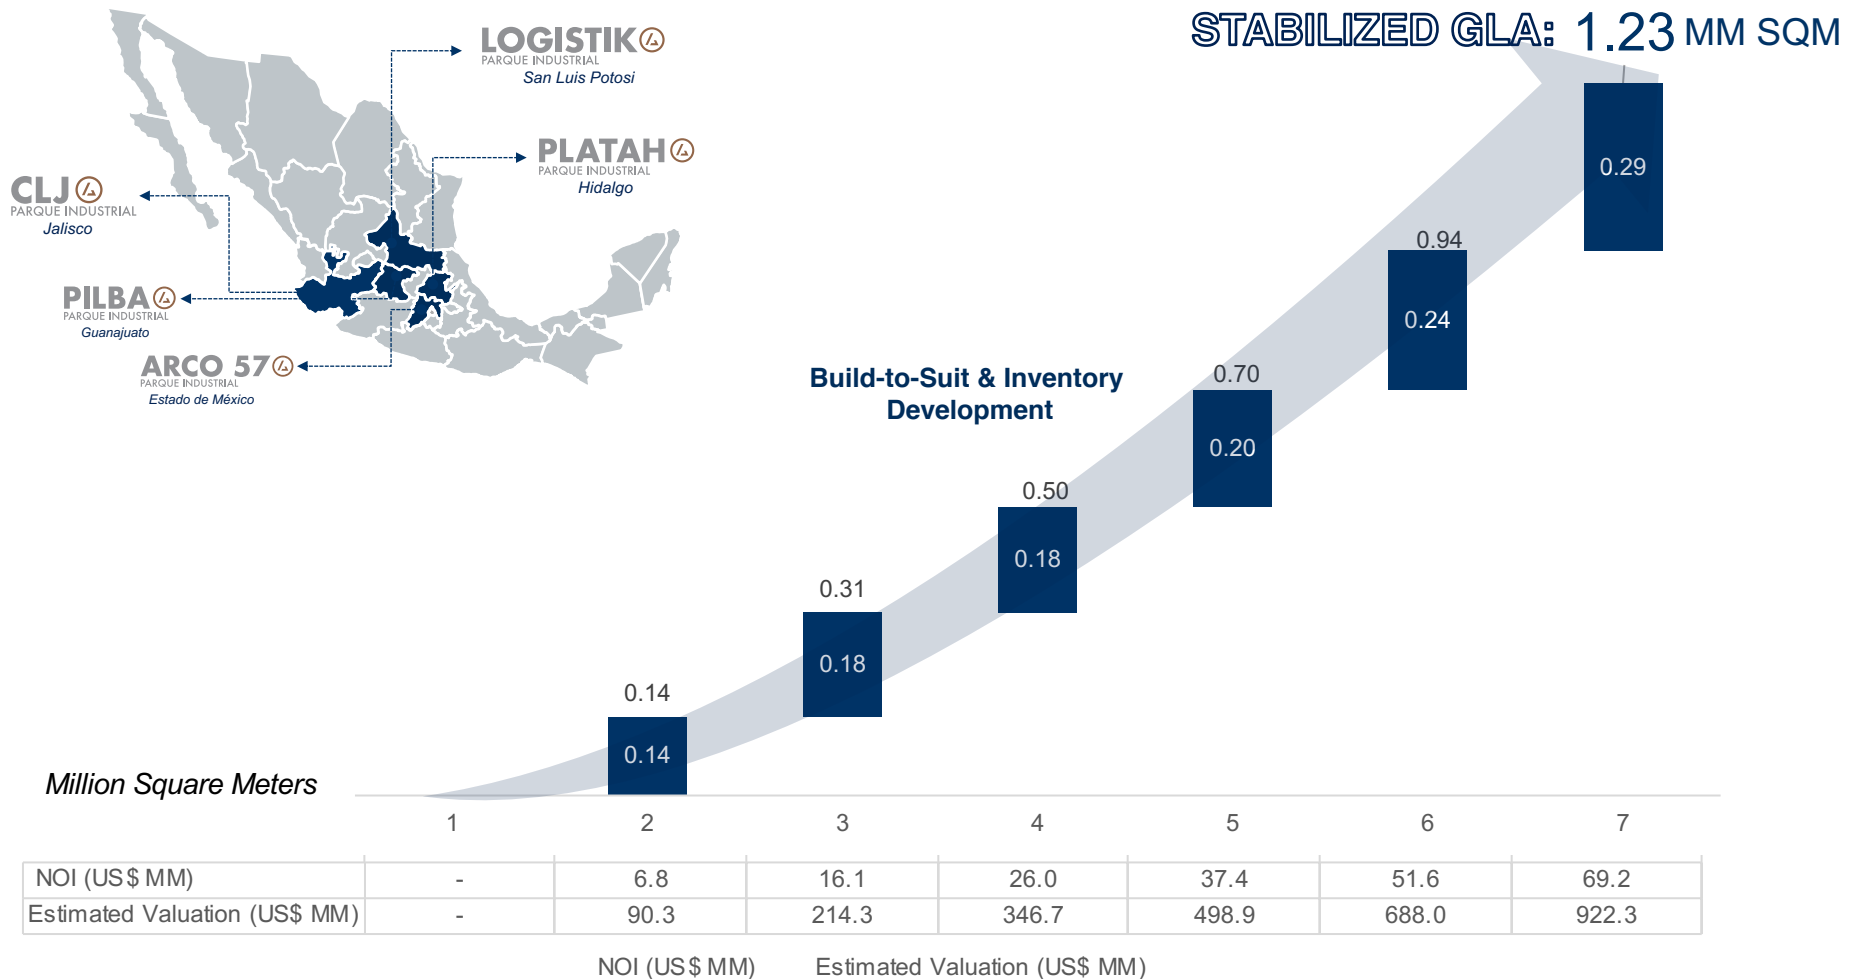 STABILIZED GLA: 1.23 MM SQM
LOGISTIK
PARQUE INDUSTRIAL
San Luis Potosi
PLATAH
PARQUE INDUSTRIAL
Hidalgo
CLJ
PARQUE INDUSTRIAL
Jalisco
PILBA
PARQUE INDUSTRIAL
Guanajuato
ARCO 57
PARQUE INDUSTRIAL
Estado de México
Build-to-Suit & Inventory
Development
0.29
0.94
0.24
0.70
0.20
0.50
0.18
0.31
0.18
0.14
0.14
Million Square Meters
1 2 3 4 5 6 7
NOI (US$ MM) - 6.8 16.1 26.0 37.4 51.6 69.2
Estimated Valuation (US$ MM) - 90.3 214.3 346.7 498.9 688.0 922.3
NOI (US$ MM) Estimated Valuation (US$ MM)